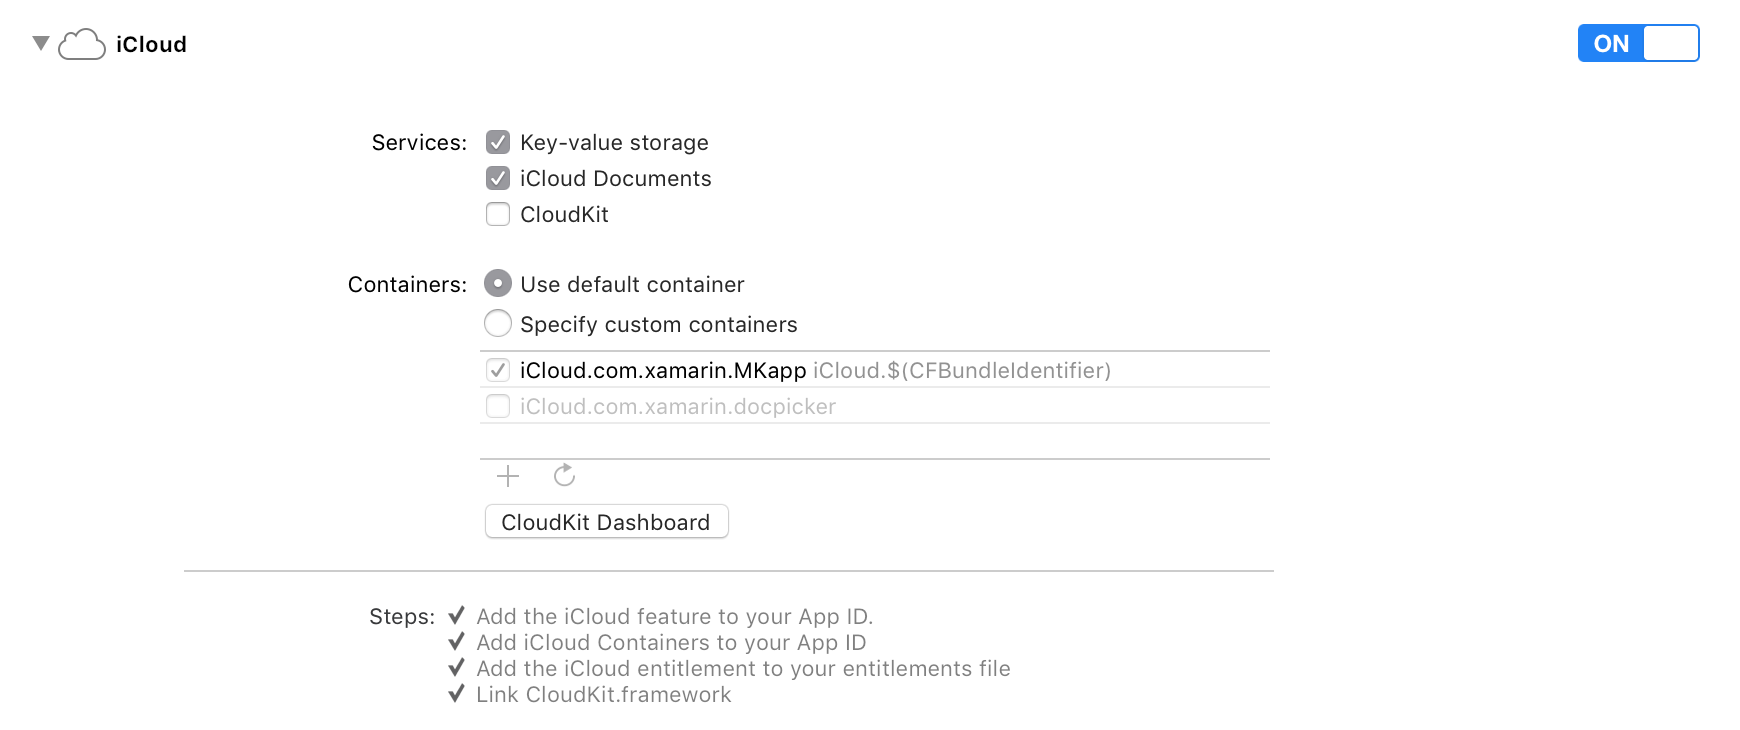 iCloud
ON
Services:
Key-value storage
iCloud Documents
CloudKit
Containers:
Use default container
Specify custom containers
iCloud.com.xamarin.MKapp iCloud.$(CFBundleIdentifier)
iCloud.com.xamarin.docpicker
CloudKit Dashboard
Steps: ✓ Add the iCloud feature to your App ID.
✓ Add iCloud Containers to your App ID
✓ Add the iCloud entitlement to your entitlements file
✓ Link CloudKit.framework